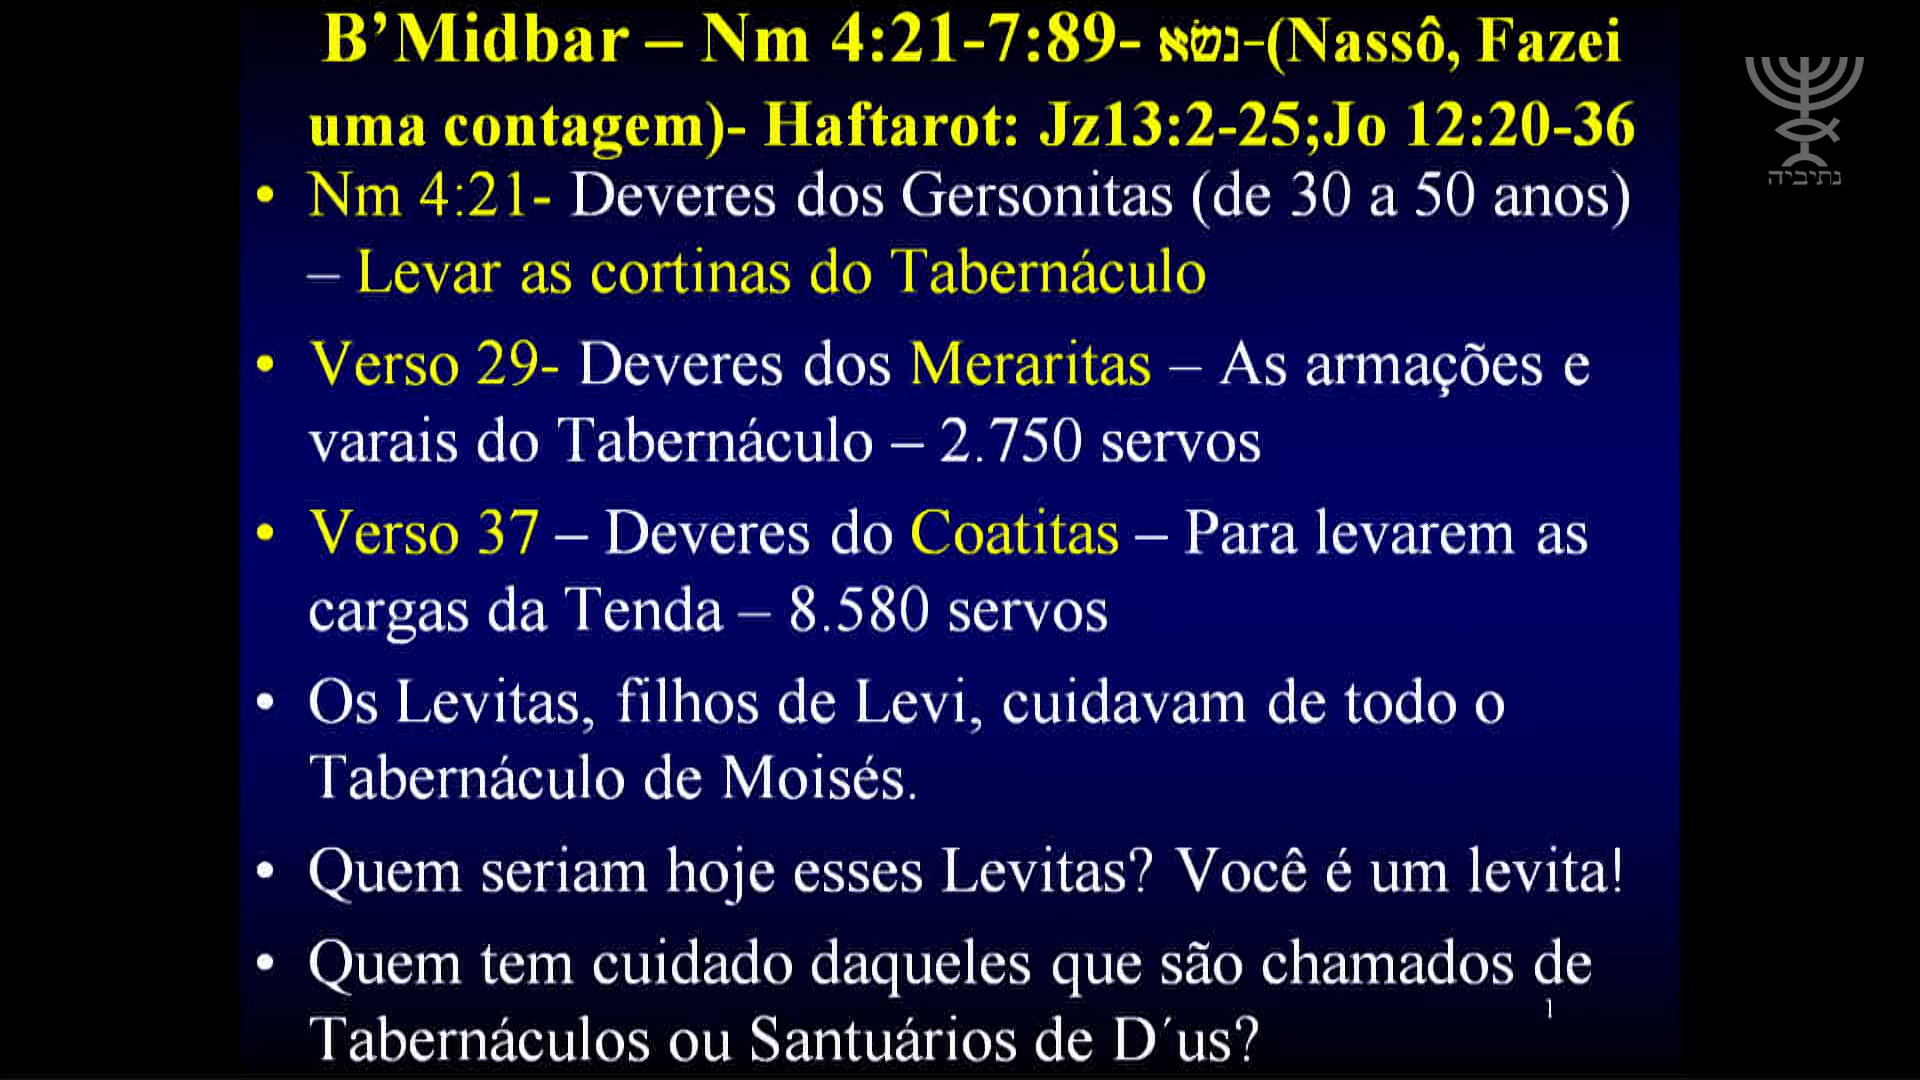 B’Midbar – Nm 4:21-7:89- נשׂא-(Nassô, Fazei
uma contagem)- Haftarot: Jz13:2-25;Jo 12:20-36
• Nm 4:21- Deveres dos Gersonitas (de 30 a 50 anos)
– Levar as cortinas do Tabernáculo
• Verso 29- Deveres dos Meraritas – As armações e
varais do Tabernáculo – 2.750 servos
• Verso 37 – Deveres do Coatitas – Para levarem as
cargas da Tenda – 8.580 servos
• Os Levitas, filhos de Levi, cuidavam de todo o
Tabernáculo de Moisés.
• Quem seriam hoje esses Levitas? Você é um levita!
• Quem tem cuidado daqueles que são chamados de
Tabernáculos ou Santuários de D´us?
1
נתיביה